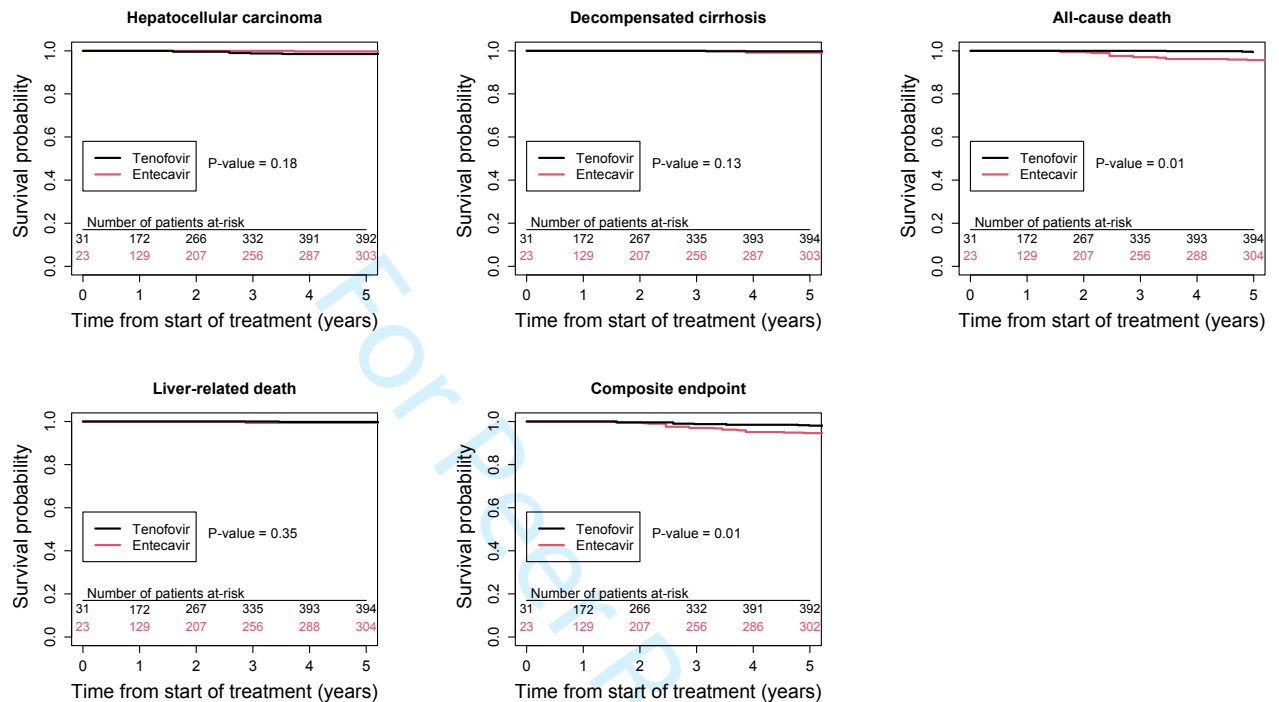 Hepatocellular carcinoma
Survival probability
1.0
0.8
0.6
0.4
0.2
0.0
Tenofovir
Entecavir
P-value = 0.18
Number of patients at-risk
31 172 266 332 391 392
23 129 207 256 287 303
0 1 2 3 4 5
Time from start of treatment (years)
Decompensated cirrhosis
Survival probability
1.0
0.8
0.6
0.4
0.2
0.0
Tenofovir
Entecavir
P-value = 0.13
Number of patients at-risk
31 172 267 335 393 394
23 129 207 256 287 303
0 1 2 3 4 5
Time from start of treatment (years)
All-cause death
Survival probability
1.0
0.8
0.6
0.4
0.2
0.0
Tenofovir
Entecavir
P-value = 0.01
Number of patients at-risk
31 172 267 335 393 394
23 129 207 256 288 304
0 1 2 3 4 5
Time from start of treatment (years)
Liver-related death
Survival probability
1.0
0.8
0.6
0.4
0.2
0.0
Tenofovir
Entecavir
P-value = 0.35
Number of patients at-risk
31 172 267 335 393 394
23 129 207 256 288 304
0 1 2 3 4 5
Time from start of treatment (years)
Composite endpoint
Survival probability
1.0
0.8
0.6
0.4
0.2
0.0
Tenofovir
Entecavir
P-value = 0.01
Number of patients at-risk
31 172 266 332 391 392
23 129 207 256 286 302
0 1 2 3 4 5
Time from start of treatment (years)
For Peer R